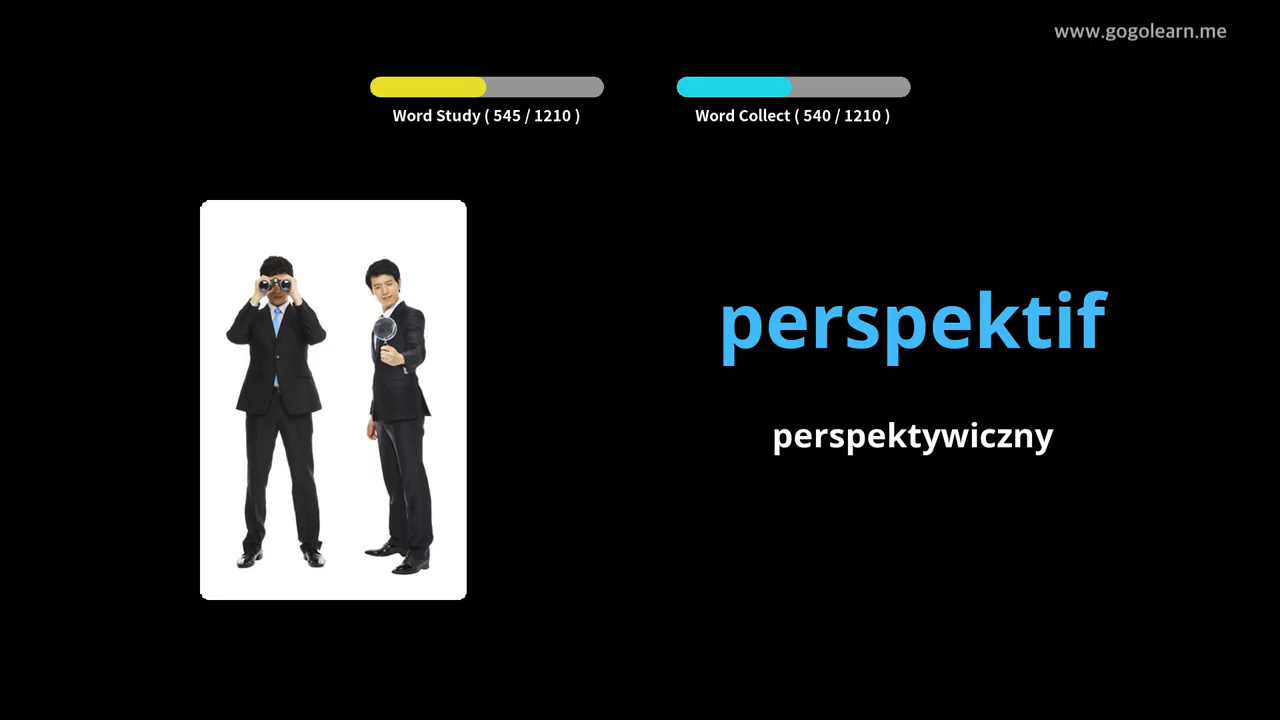 www.gogolearn.me
Word Study ( 545 / 1210 )
Word Collect ( 540 / 1210 )
perspektif
perspektywiczny